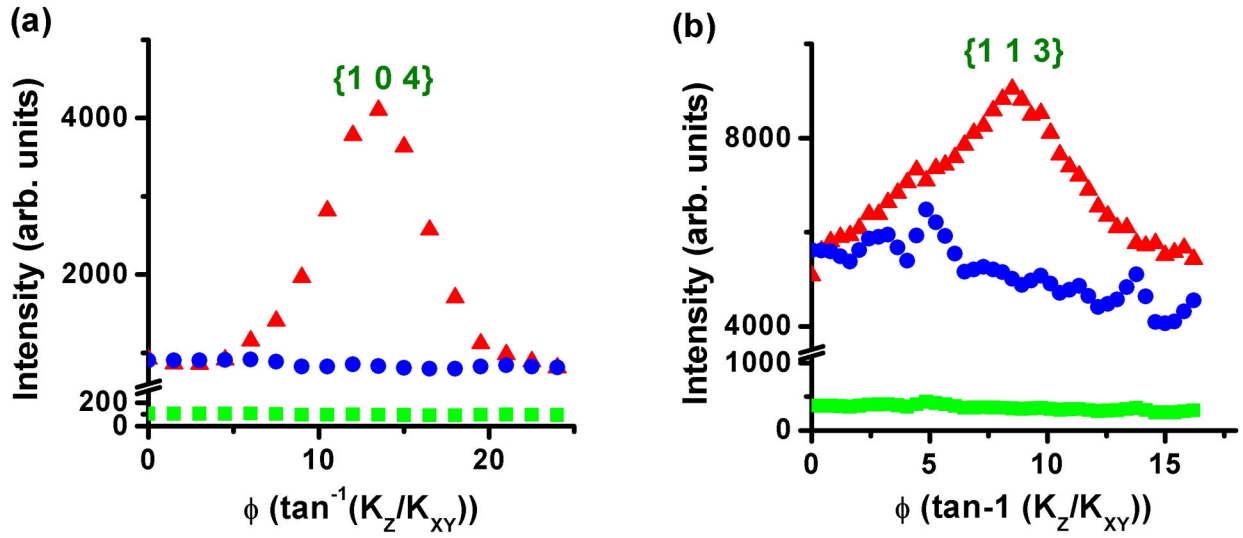 (a)
{1 0 4}
Intensity (arb. units)
4000
2000
200
0
0 10 20
ϕ (tan⁻¹(K_Z/K_XY))
(b)
{1 1 3}
Intensity (arb. units)
8000
4000
1000
0
0 5 10 15
ϕ (tan-1 (K_Z/K_XY))